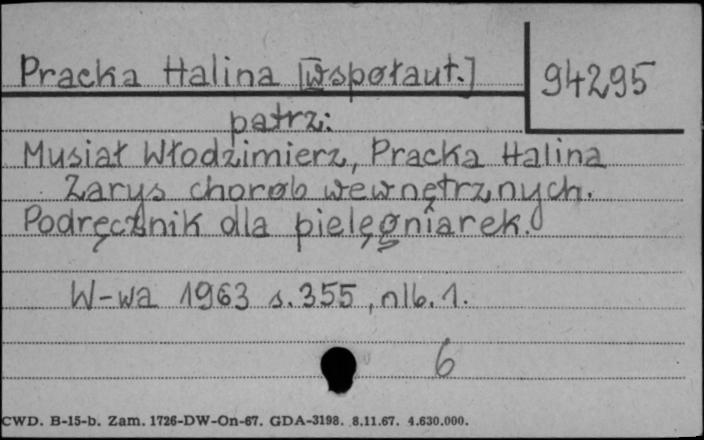 Pracka Halina [współaut.]
94295
patrz:
Musiał Włodzimierz, Pracka Halina
Zarys chorób wewnętrznych.
Podręcznik dla pielęgniarek.
W-wa 1963 s.355, nlb.1.
6
CWD. B-15-b. Zam. 1726-DW-On-67. GDA-3198. 8.11.67. 4.630.000.